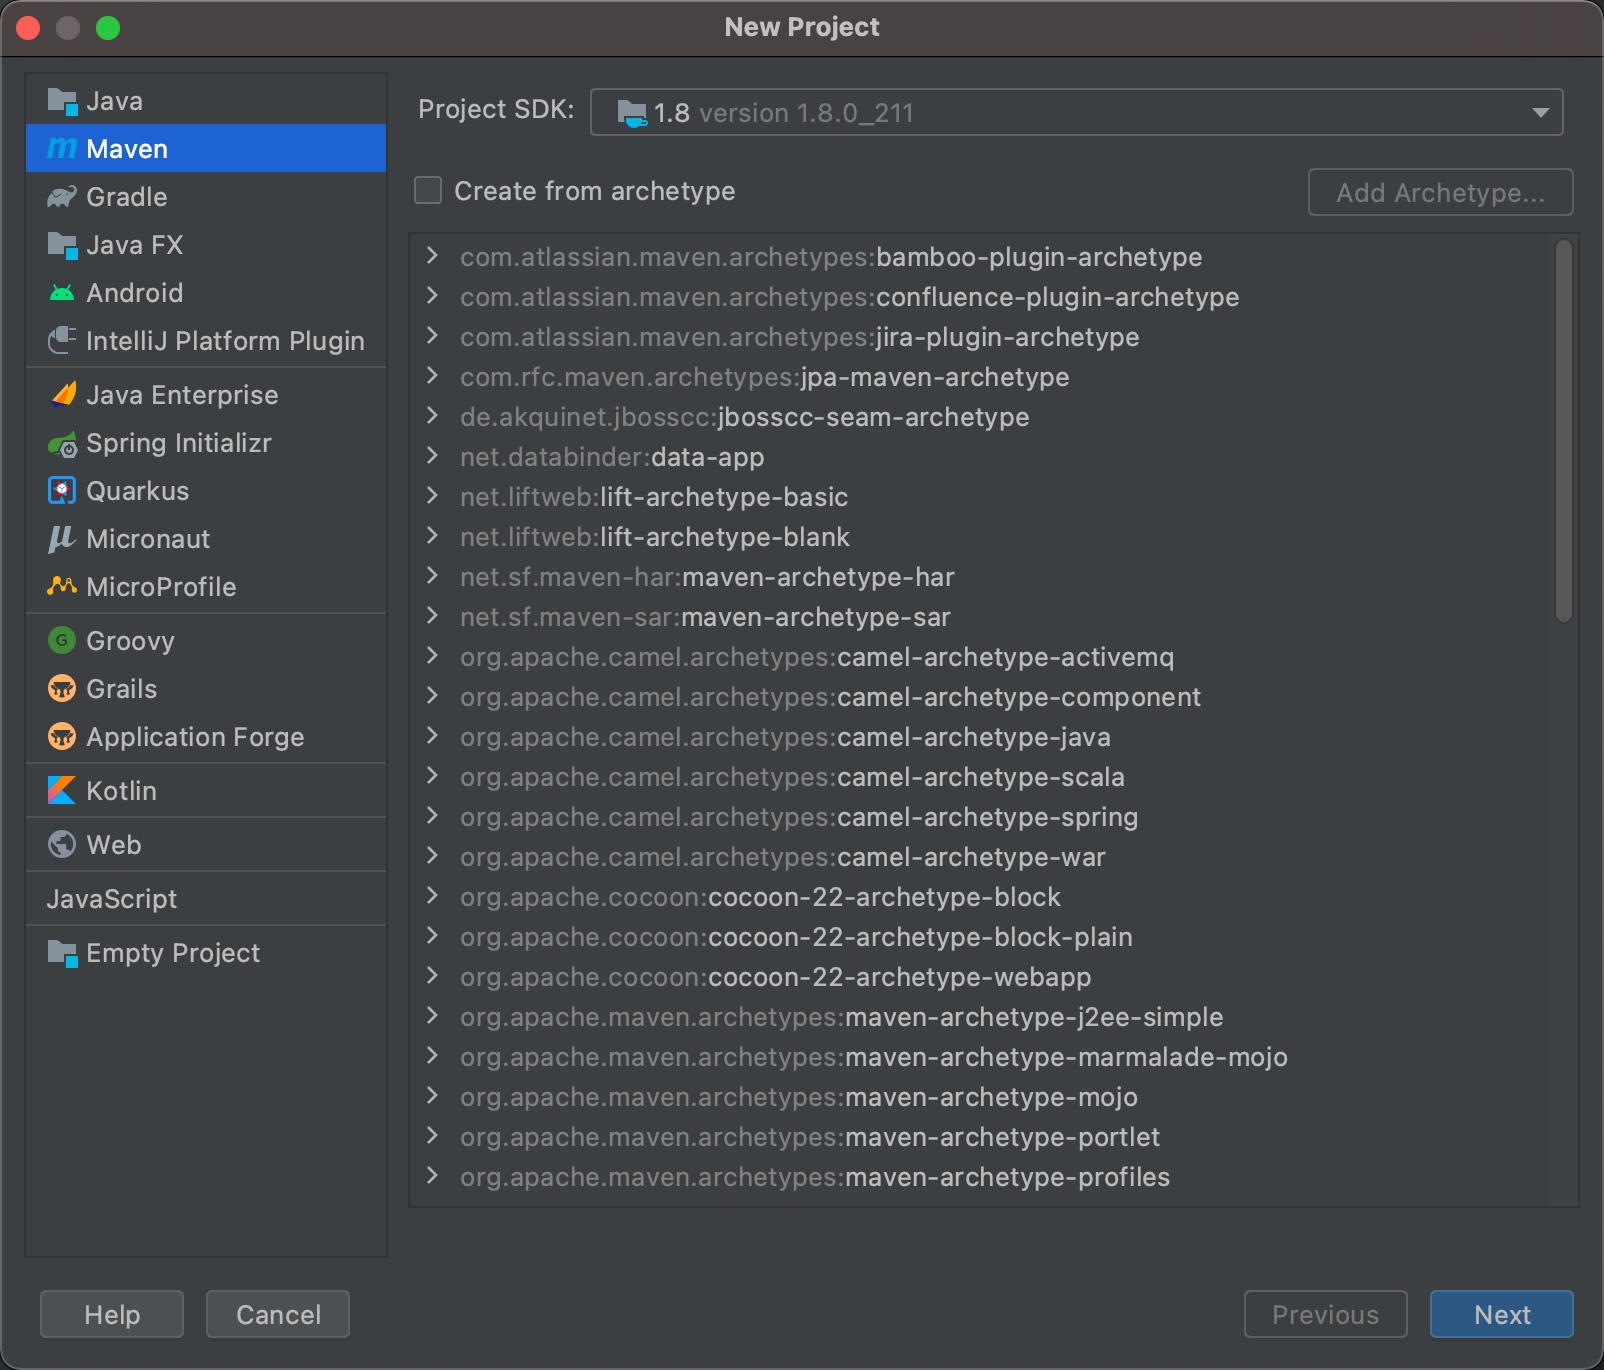 New Project
Java
Maven
Gradle
Java FX
Android
IntelliJ Platform Plugin
Java Enterprise
Spring Initializr
Quarkus
Micronaut
MicroProfile
Groovy
Grails
Application Forge
Kotlin
Web
JavaScript
Empty Project
Project SDK: 1.8 version 1.8.0_211
Create from archetype
Add Archetype...
com.atlassian.maven.archetypes:bamboo-plugin-archetype
com.atlassian.maven.archetypes:confluence-plugin-archetype
com.atlassian.maven.archetypes:jira-plugin-archetype
com.rfc.maven.archetypes:jpa-maven-archetype
de.akquinet.jbosscc:jbosscc-seam-archetype
net.databinder:data-app
net.liftweb:lift-archetype-basic
net.liftweb:lift-archetype-blank
net.sf.maven-har:maven-archetype-har
net.sf.maven-sar:maven-archetype-sar
org.apache.camel.archetypes:camel-archetype-activemq
org.apache.camel.archetypes:camel-archetype-component
org.apache.camel.archetypes:camel-archetype-java
org.apache.camel.archetypes:camel-archetype-scala
org.apache.camel.archetypes:camel-archetype-spring
org.apache.camel.archetypes:camel-archetype-war
org.apache.cocoon:cocoon-22-archetype-block
org.apache.cocoon:cocoon-22-archetype-block-plain
org.apache.cocoon:cocoon-22-archetype-webapp
org.apache.maven.archetypes:maven-archetype-j2ee-simple
org.apache.maven.archetypes:maven-archetype-marmalade-mojo
org.apache.maven.archetypes:maven-archetype-mojo
org.apache.maven.archetypes:maven-archetype-portlet
org.apache.maven.archetypes:maven-archetype-profiles
Help
Cancel
Previous
Next